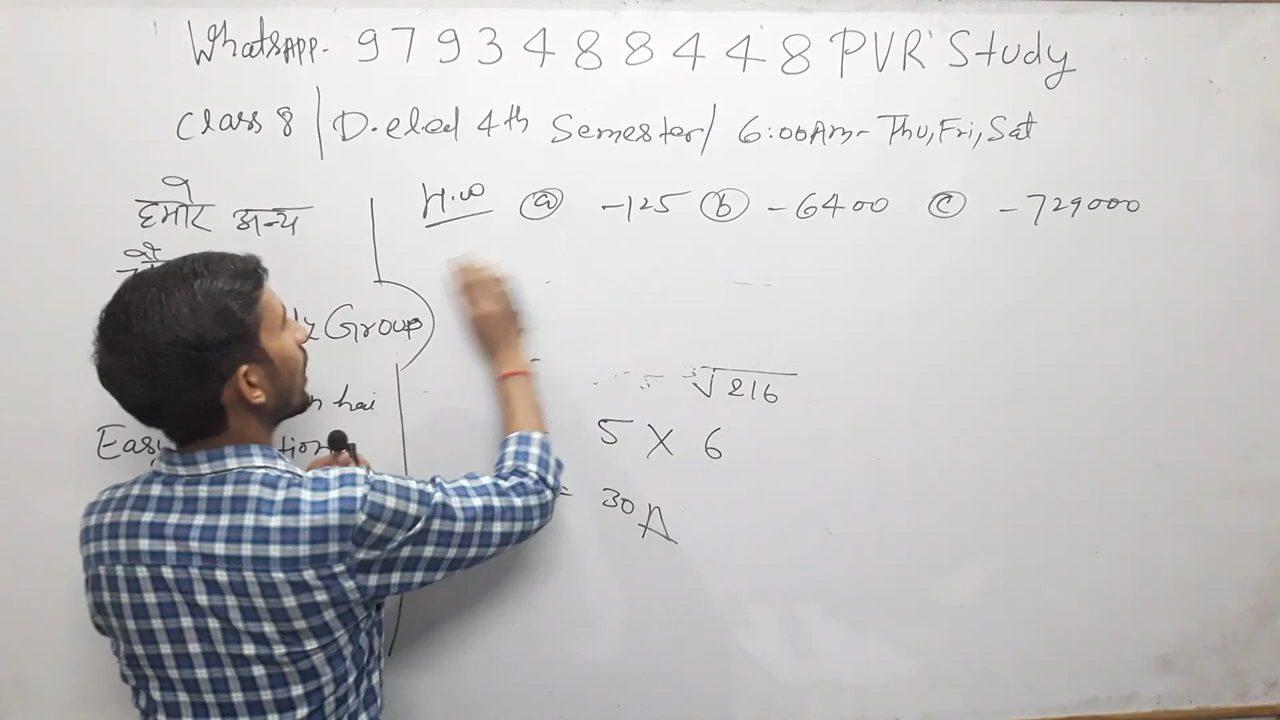 WhatsAPP- 9793488448 PVR Study
Class 8 | D.eled 4th Semester/ 6:00Am- Thu,Fri,Sat
हमारे अन्य
H.W ⓐ -125 ⓑ -6400 ⓒ -729000
Group
hai
Easy
3√216
5 X 6
= 30 A